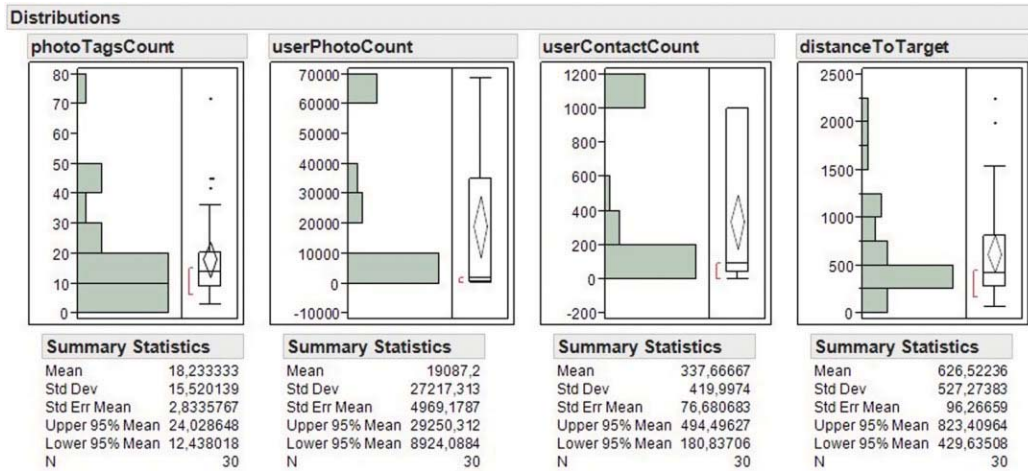 Distributions
photoTagsCount
80
70
60
50
40
30
20
10
0
Summary Statistics
Mean 18,233333
Std Dev 15,520139
Std Err Mean 2,8335767
Upper 95% Mean 24,028648
Lower 95% Mean 12,438018
N 30
userPhotoCount
70000
60000
50000
40000
30000
20000
10000
0
-10000
Summary Statistics
Mean 19087,2
Std Dev 27217,313
Std Err Mean 4969,1787
Upper 95% Mean 29250,312
Lower 95% Mean 8924,0884
N 30
userContactCount
1200
1000
800
600
400
200
0
-200
Summary Statistics
Mean 337,66667
Std Dev 419,9974
Std Err Mean 76,680683
Upper 95% Mean 494,49627
Lower 95% Mean 180,83706
N 30
distanceToTarget
2500
2000
1500
1000
500
0
Summary Statistics
Mean 626,52236
Std Dev 527,27383
Std Err Mean 96,26659
Upper 95% Mean 823,40964
Lower 95% Mean 429,63508
N 30